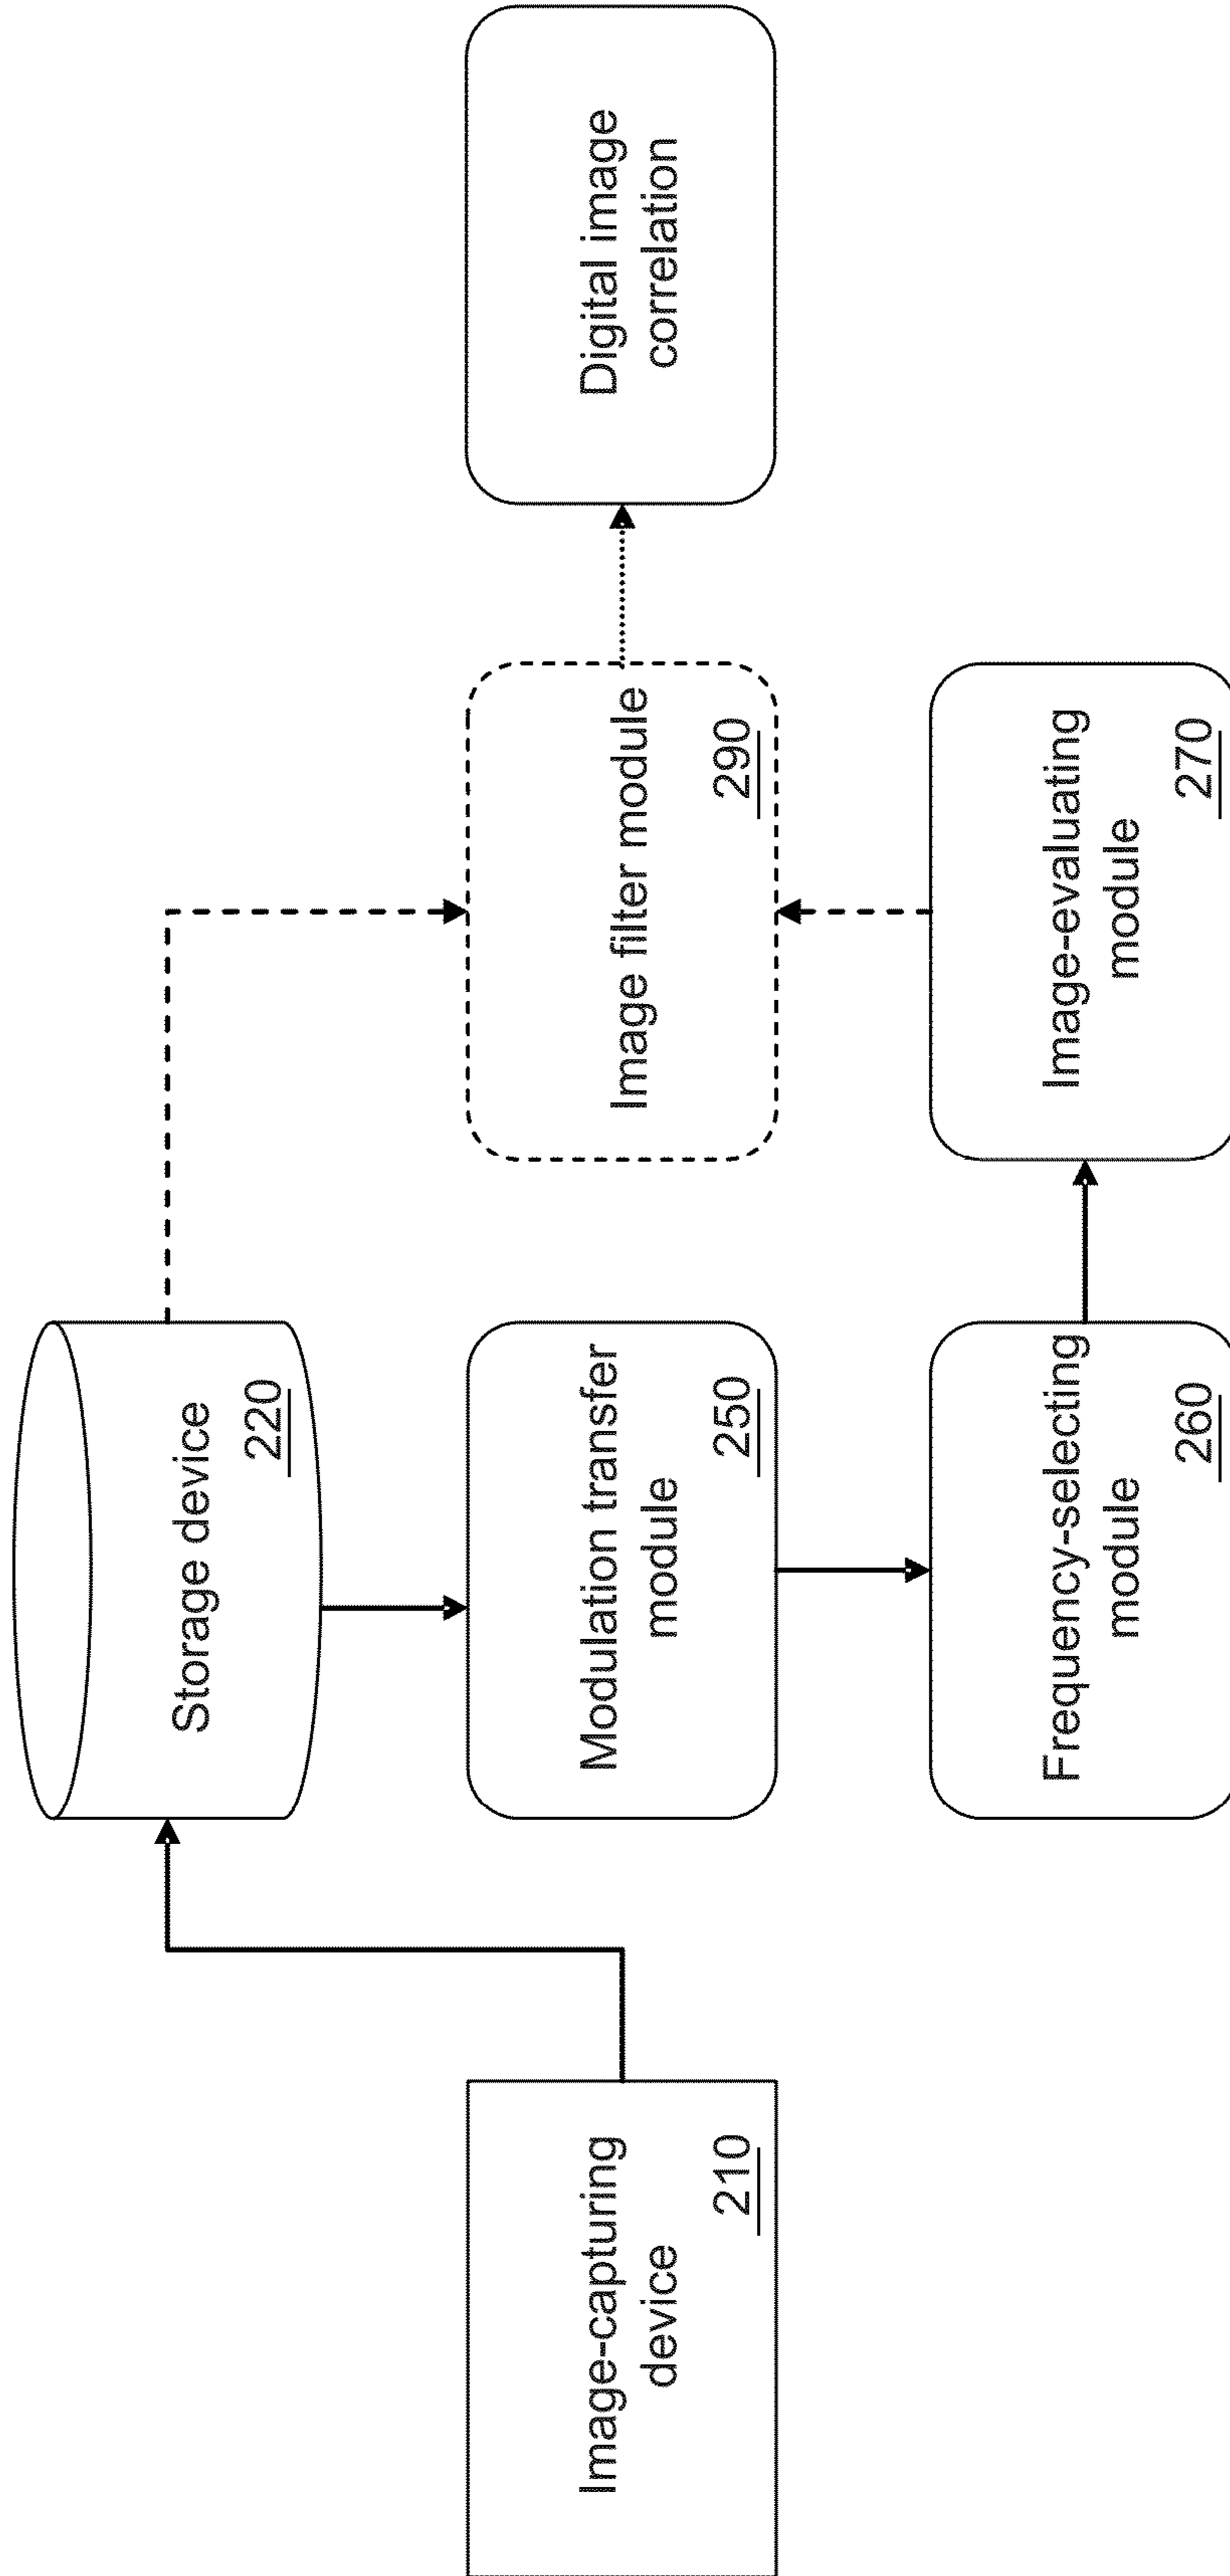 Image-capturing
device
210
Storage device
220
Modulation transfer
module
250
Frequency-selecting
module
260
Image-evaluating
module
270
Image filter module
290
Digital image
correlation